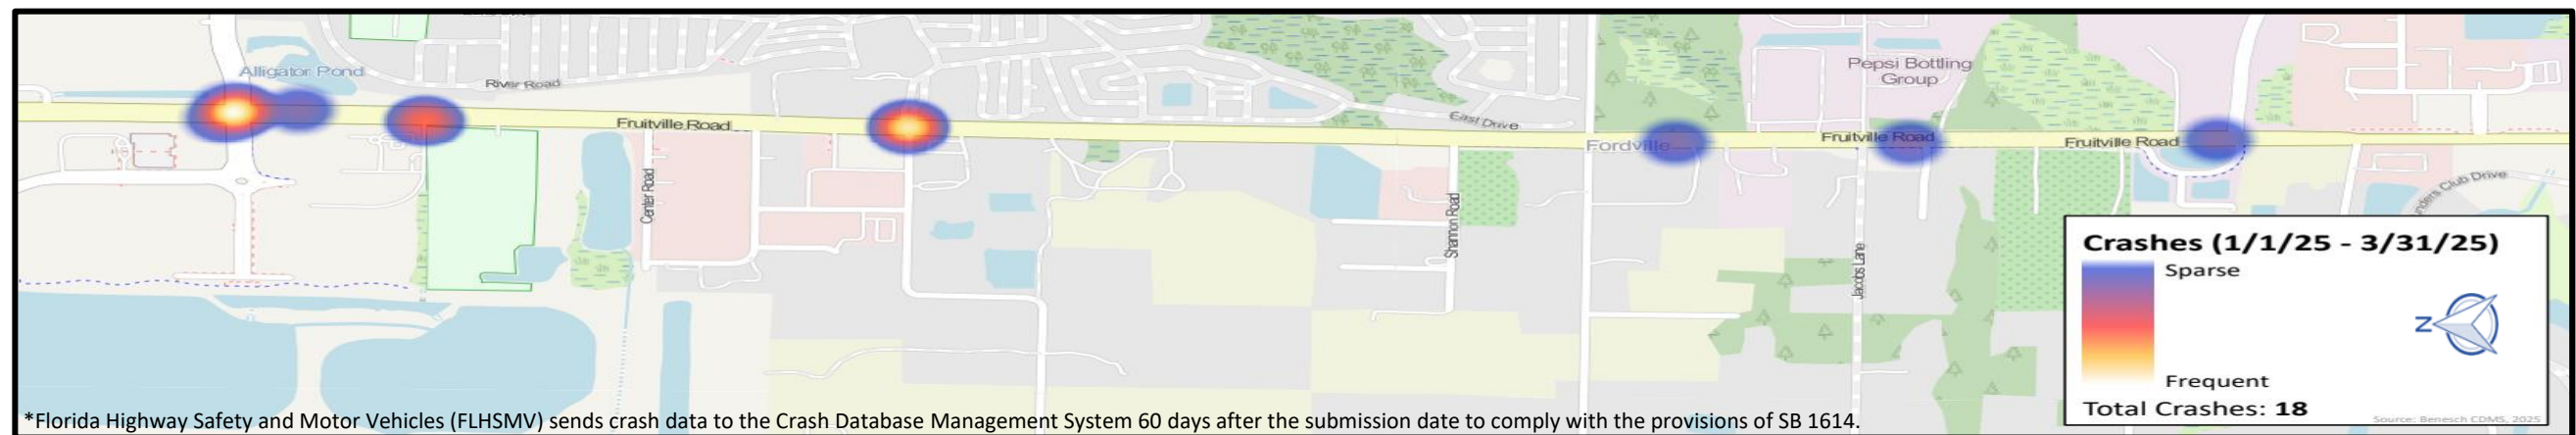 Alligator Pond
River Road
Fruitville Road
Center Road
East Drive
Shannon Road
Fordville
Pepsi Bottling
Group
Fruitville Road
Jacobs Lane
Fruitville Road
Club Drive
Crashes (1/1/25 - 3/31/25)
Sparse
Frequent
Z
Total Crashes: 18
Source: Benesch CDMS, 2025
*Florida Highway Safety and Motor Vehicles (FLHSMV) sends crash data to the Crash Database Management System 60 days after the submission date to comply with the provisions of SB 1614.